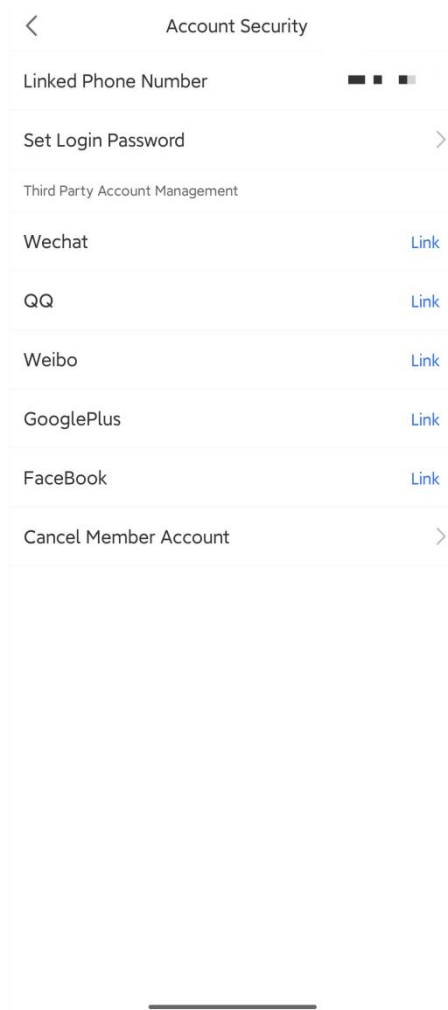 Account Security
Linked Phone Number
Set Login Password
Third Party Account Management
Wechat Link
QQ Link
Weibo Link
GooglePlus Link
FaceBook Link
Cancel Member Account